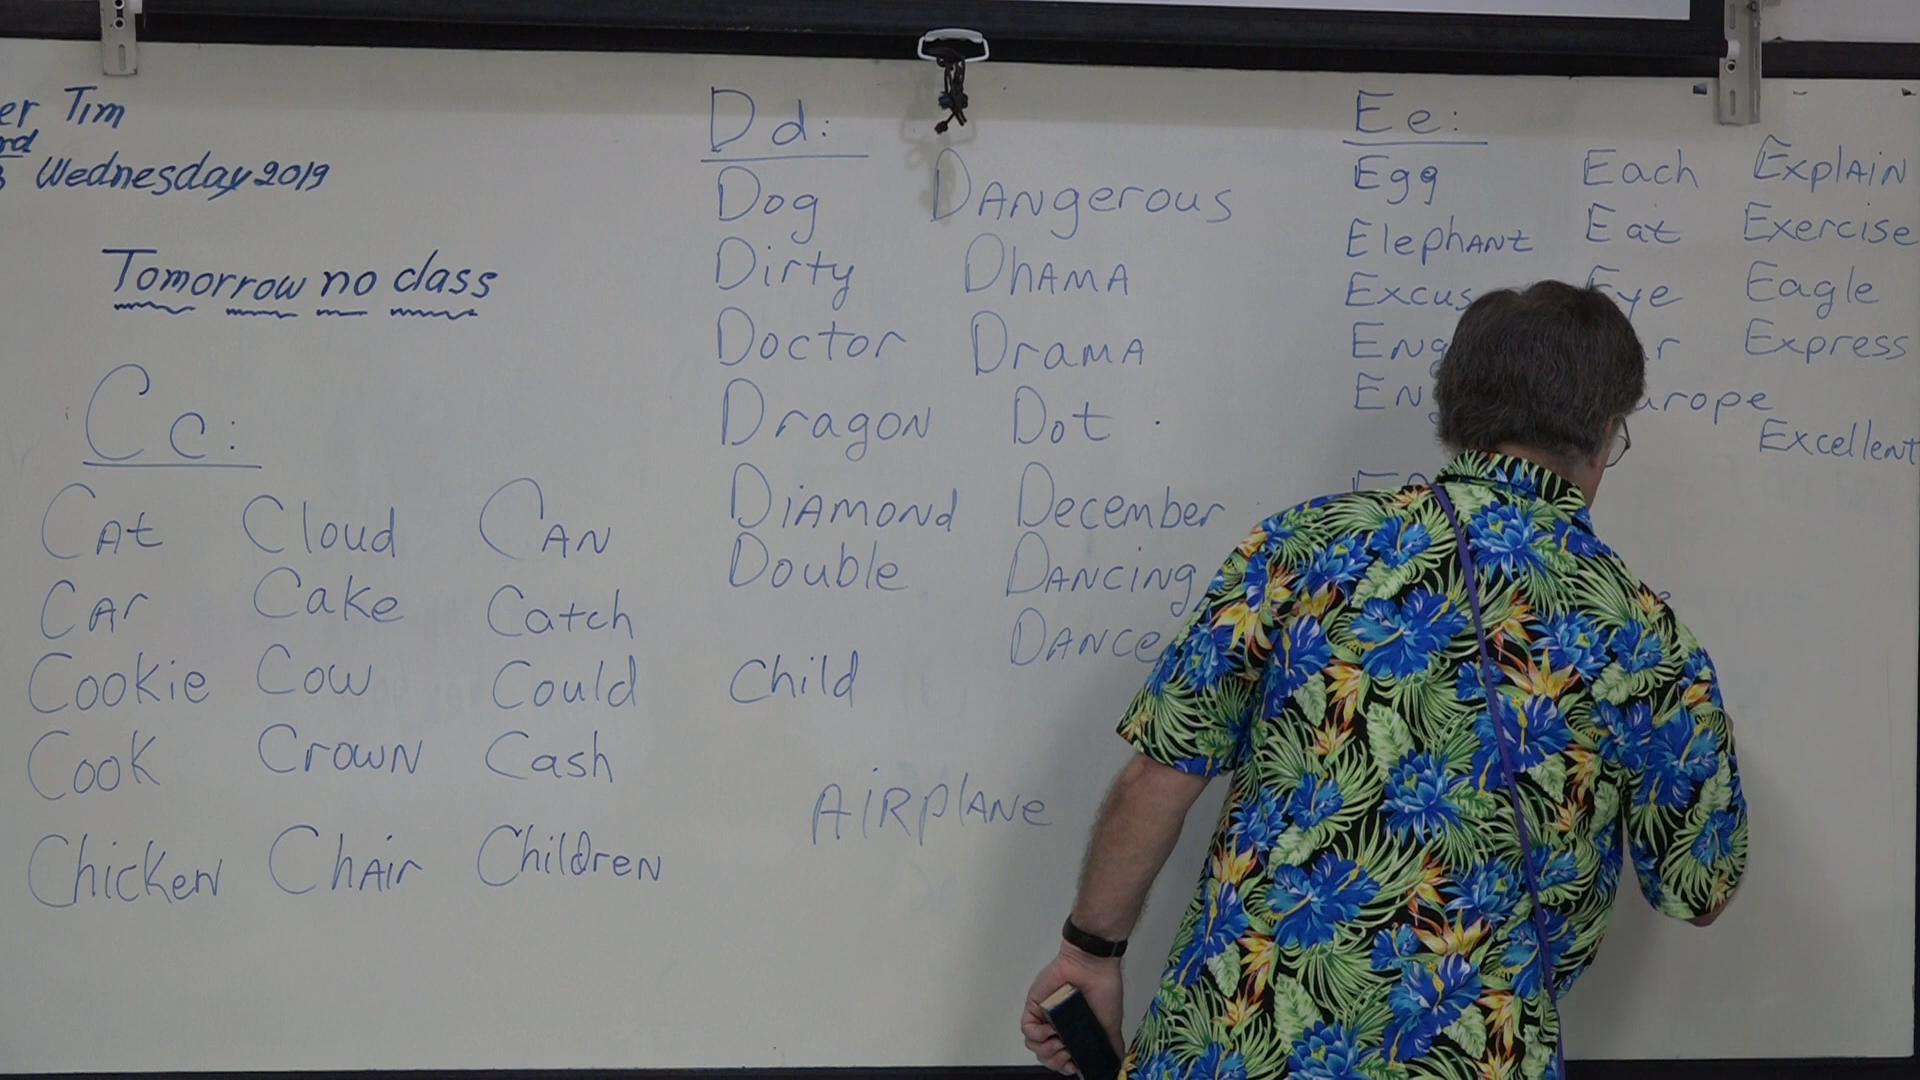 Tim
Wednesday 2019
Tomorrow no class
Cc:
CAt Cloud CAN
CAr Cake Catch
Cookie Cow Could
Cook Crown Cash
Chicken Chair Children
Dd:
Dog DANgerous
Dirty DhAMA
Doctor DramA
Dragon Dot .
DiAMONd December
Double DANciNg
DANce
Child
AiRplANe
Ee:
Egg Each ExplAiN
ElephANt Eat Exercise
Eye Eagle
Express
Excellent